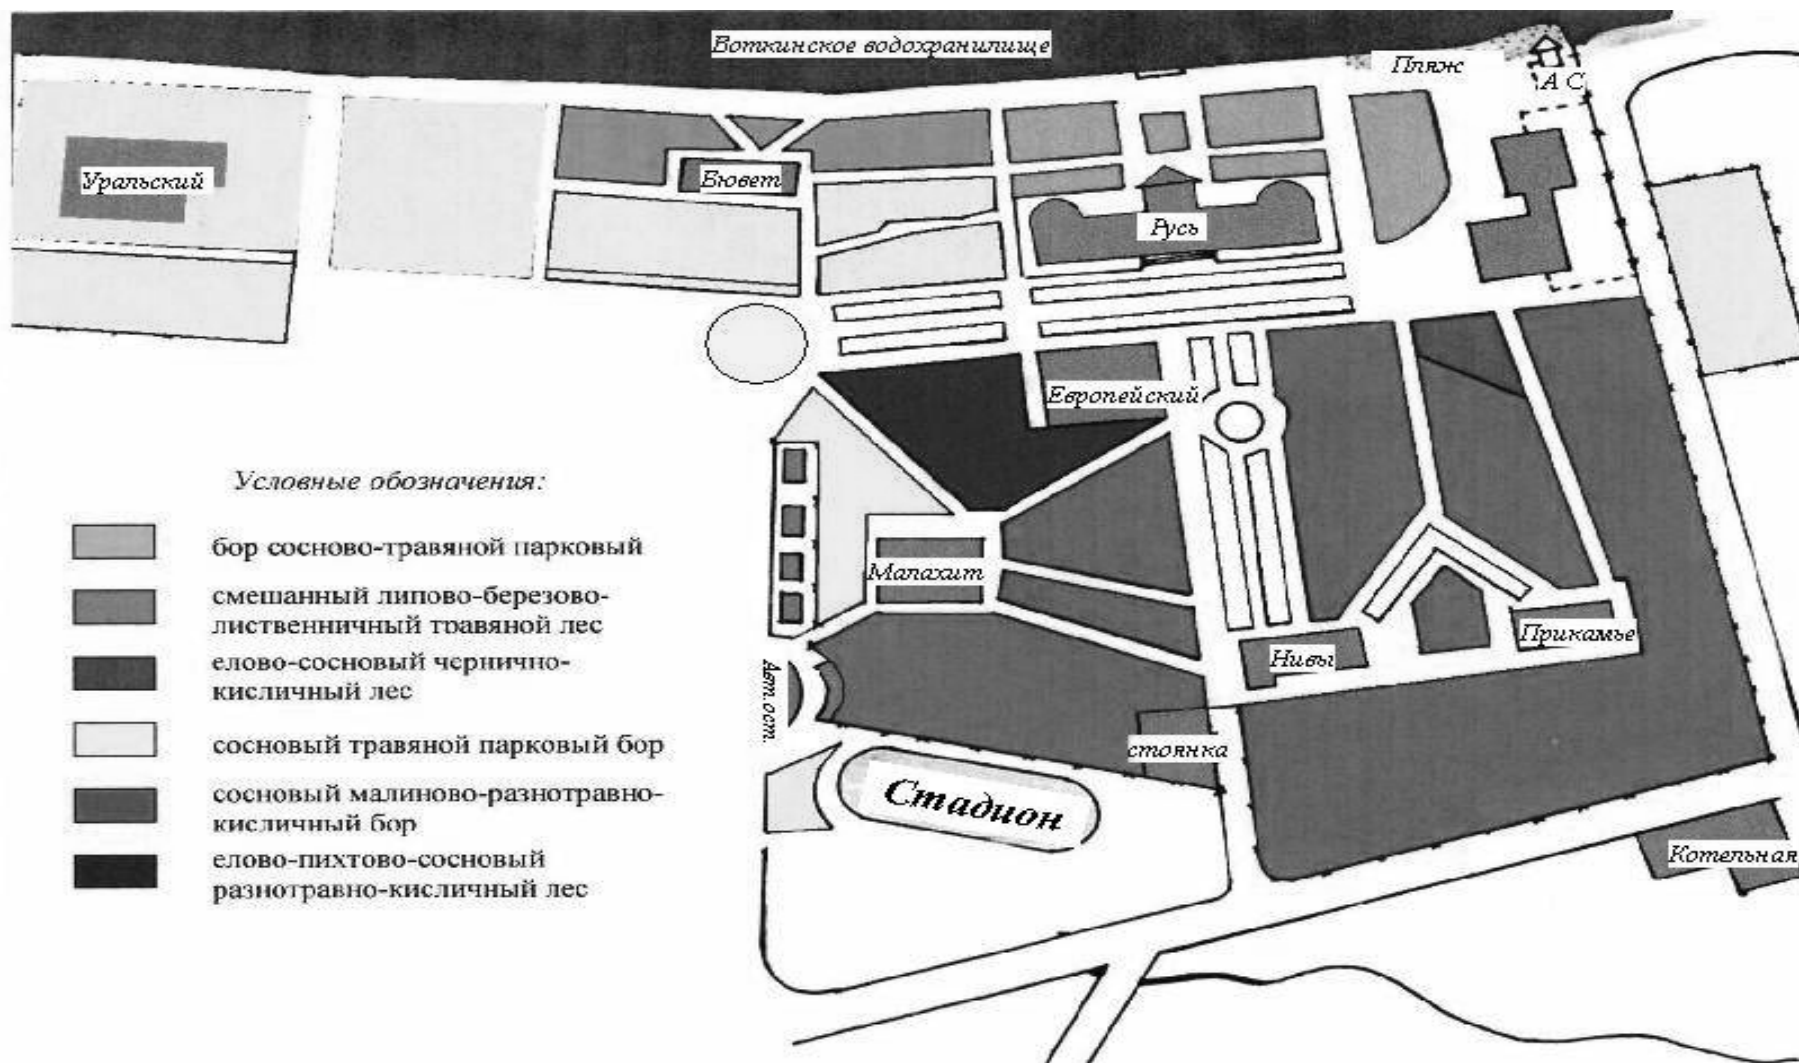 Воткинское водохранилище
Пляж
А С
Уральский
Бювет
Русь
Европейский
Условные обозначения:
бор сосново-травяной парковый
смешанный липово-березово-
лиственничный травяной лес
елово-сосновый чернично-
кисличный лес
сосновый травяной парковый бор
сосновый малиново-разнотравно-
кисличный бор
елово-пихтово-сосновый
разнотравно-кисличный лес
Малахит
Прикамье
Нивы
Авт.ост.
стоянка
Стадион
Котельная